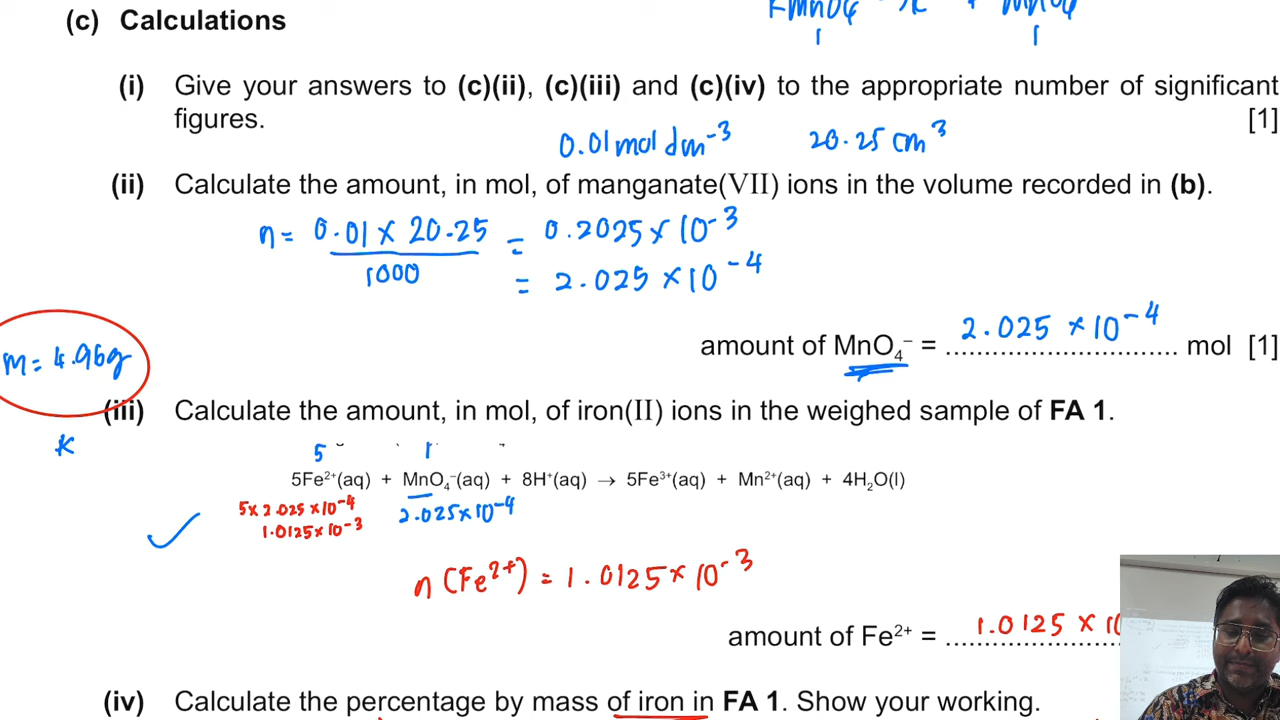 KMnO4 : K + MnO4
1 1
(c) Calculations
(i) Give your answers to (c)(ii), (c)(iii) and (c)(iv) to the appropriate number of significant
figures. [1]
0.01 mol dm⁻³ 20.25 cm³
(ii) Calculate the amount, in mol, of manganate(VII) ions in the volume recorded in (b).
n = 0.01 × 20.25 = 0.2025 × 10⁻³
1000
= 2.025 × 10⁻⁴
amount of MnO₄⁻ = 2.025 × 10⁻⁴ mol [1]
m = 4.96g
(iii) Calculate the amount, in mol, of iron(II) ions in the weighed sample of FA 1.
5 1
5Fe²⁺(aq) + MnO₄⁻(aq) + 8H⁺(aq) → 5Fe³⁺(aq) + Mn²⁺(aq) + 4H₂O(l)
5 × 2.025 × 10⁻⁴ 2.025 × 10⁻⁴
1.0125 × 10⁻³
n (Fe²⁺) = 1.0125 × 10⁻³
amount of Fe²⁺ = 1.0125 × 10
(iv) Calculate the percentage by mass of iron in FA 1. Show your working.